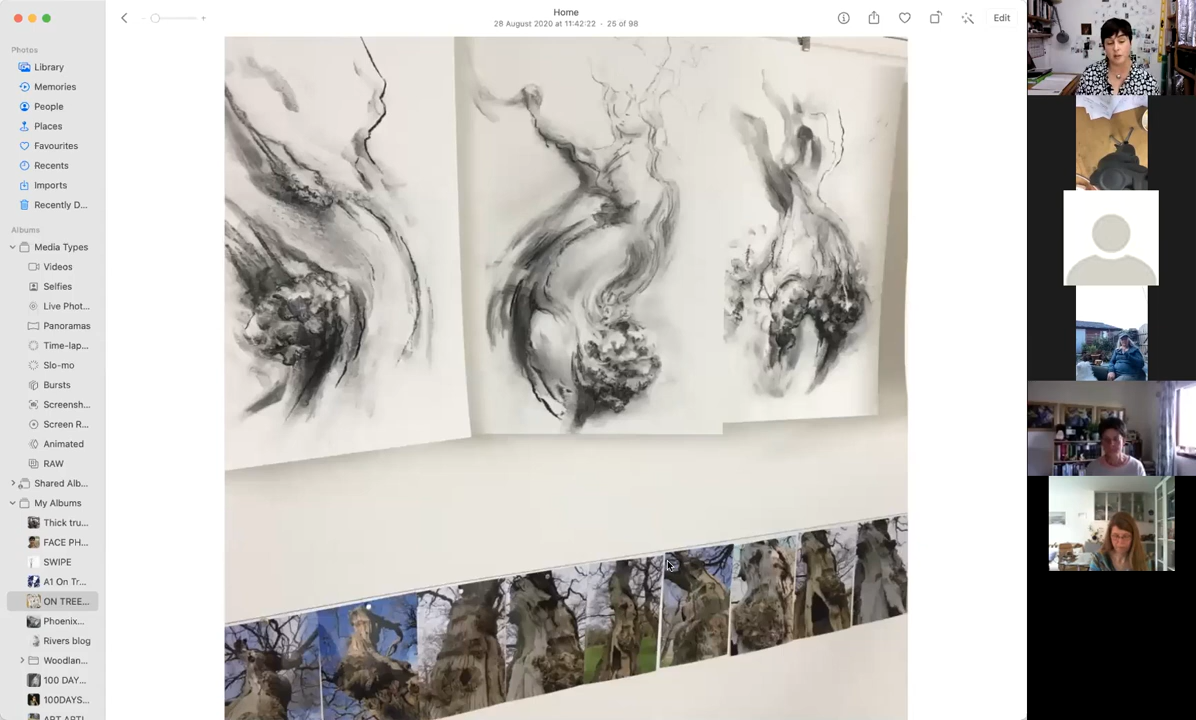 Home
28 August 2020 at 11:42:22 · 25 of 98
Edit
Photos
Library
Memories
People
Places
Favourites
Recents
Imports
Recently D...
Albums
Media Types
Videos
Selfies
Live Phot...
Panoramas
Time-lap...
Slo-mo
Bursts
Screensh...
Screen R...
Animated
RAW
Shared Alb...
My Albums
Thick tru...
FACE PH...
SWIPE
A1 On Tr...
ON TREE...
Phoenix...
Rivers blog
Woodlan...
100 DAY...
100DAYS...